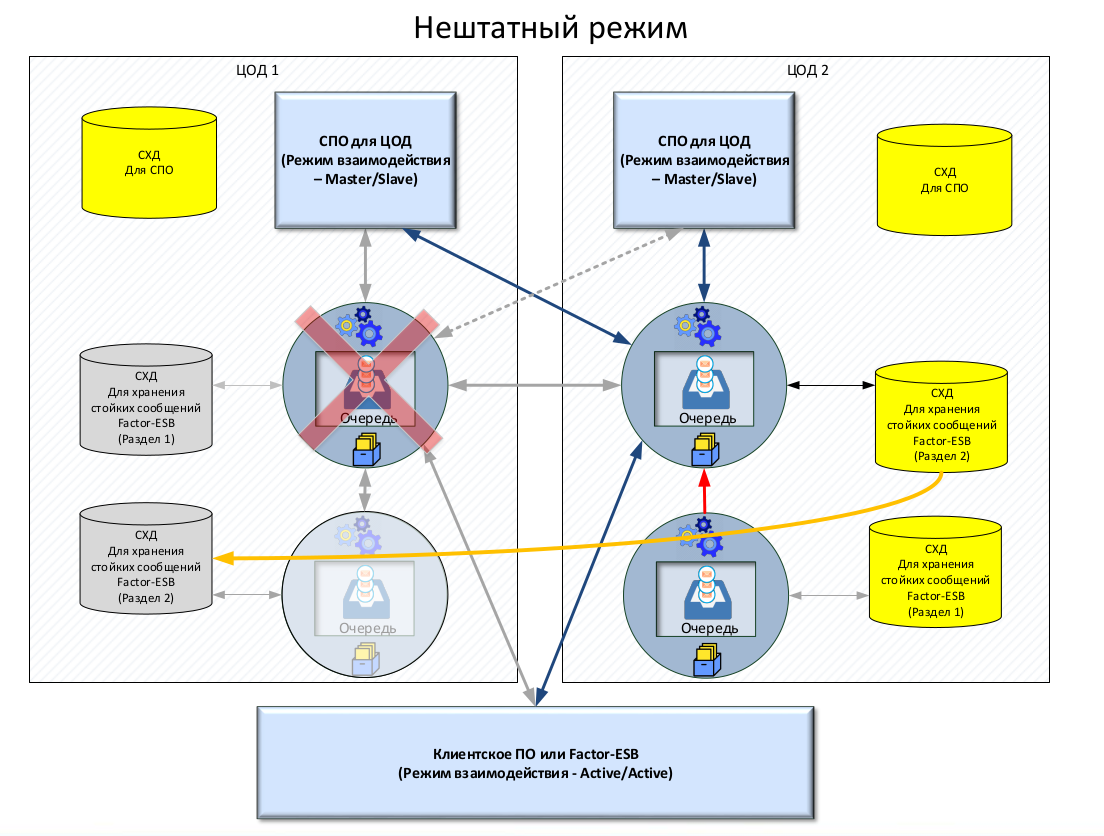 Нештатный режим
ЦОД 1
ЦОД 2
СХД
Для СПО
СПО для ЦОД
(Режим взаимодействия
– Master/Slave)
СПО для ЦОД
(Режим взаимодействия
– Master/Slave)
СХД
Для СПО
СХД
Для хранения
стойких сообщений
Factor-ESB
(Раздел 1)
Очередь
Очередь
СХД
Для хранения
стойких сообщений
Factor-ESB
(Раздел 2)
СХД
Для хранения
стойких сообщений
Factor-ESB
(Раздел 2)
Очередь
Очередь
СХД
Для хранения
стойких сообщений
Factor-ESB
(Раздел 1)
Клиентское ПО или Factor-ESB
(Режим взаимодействия - Active/Active)